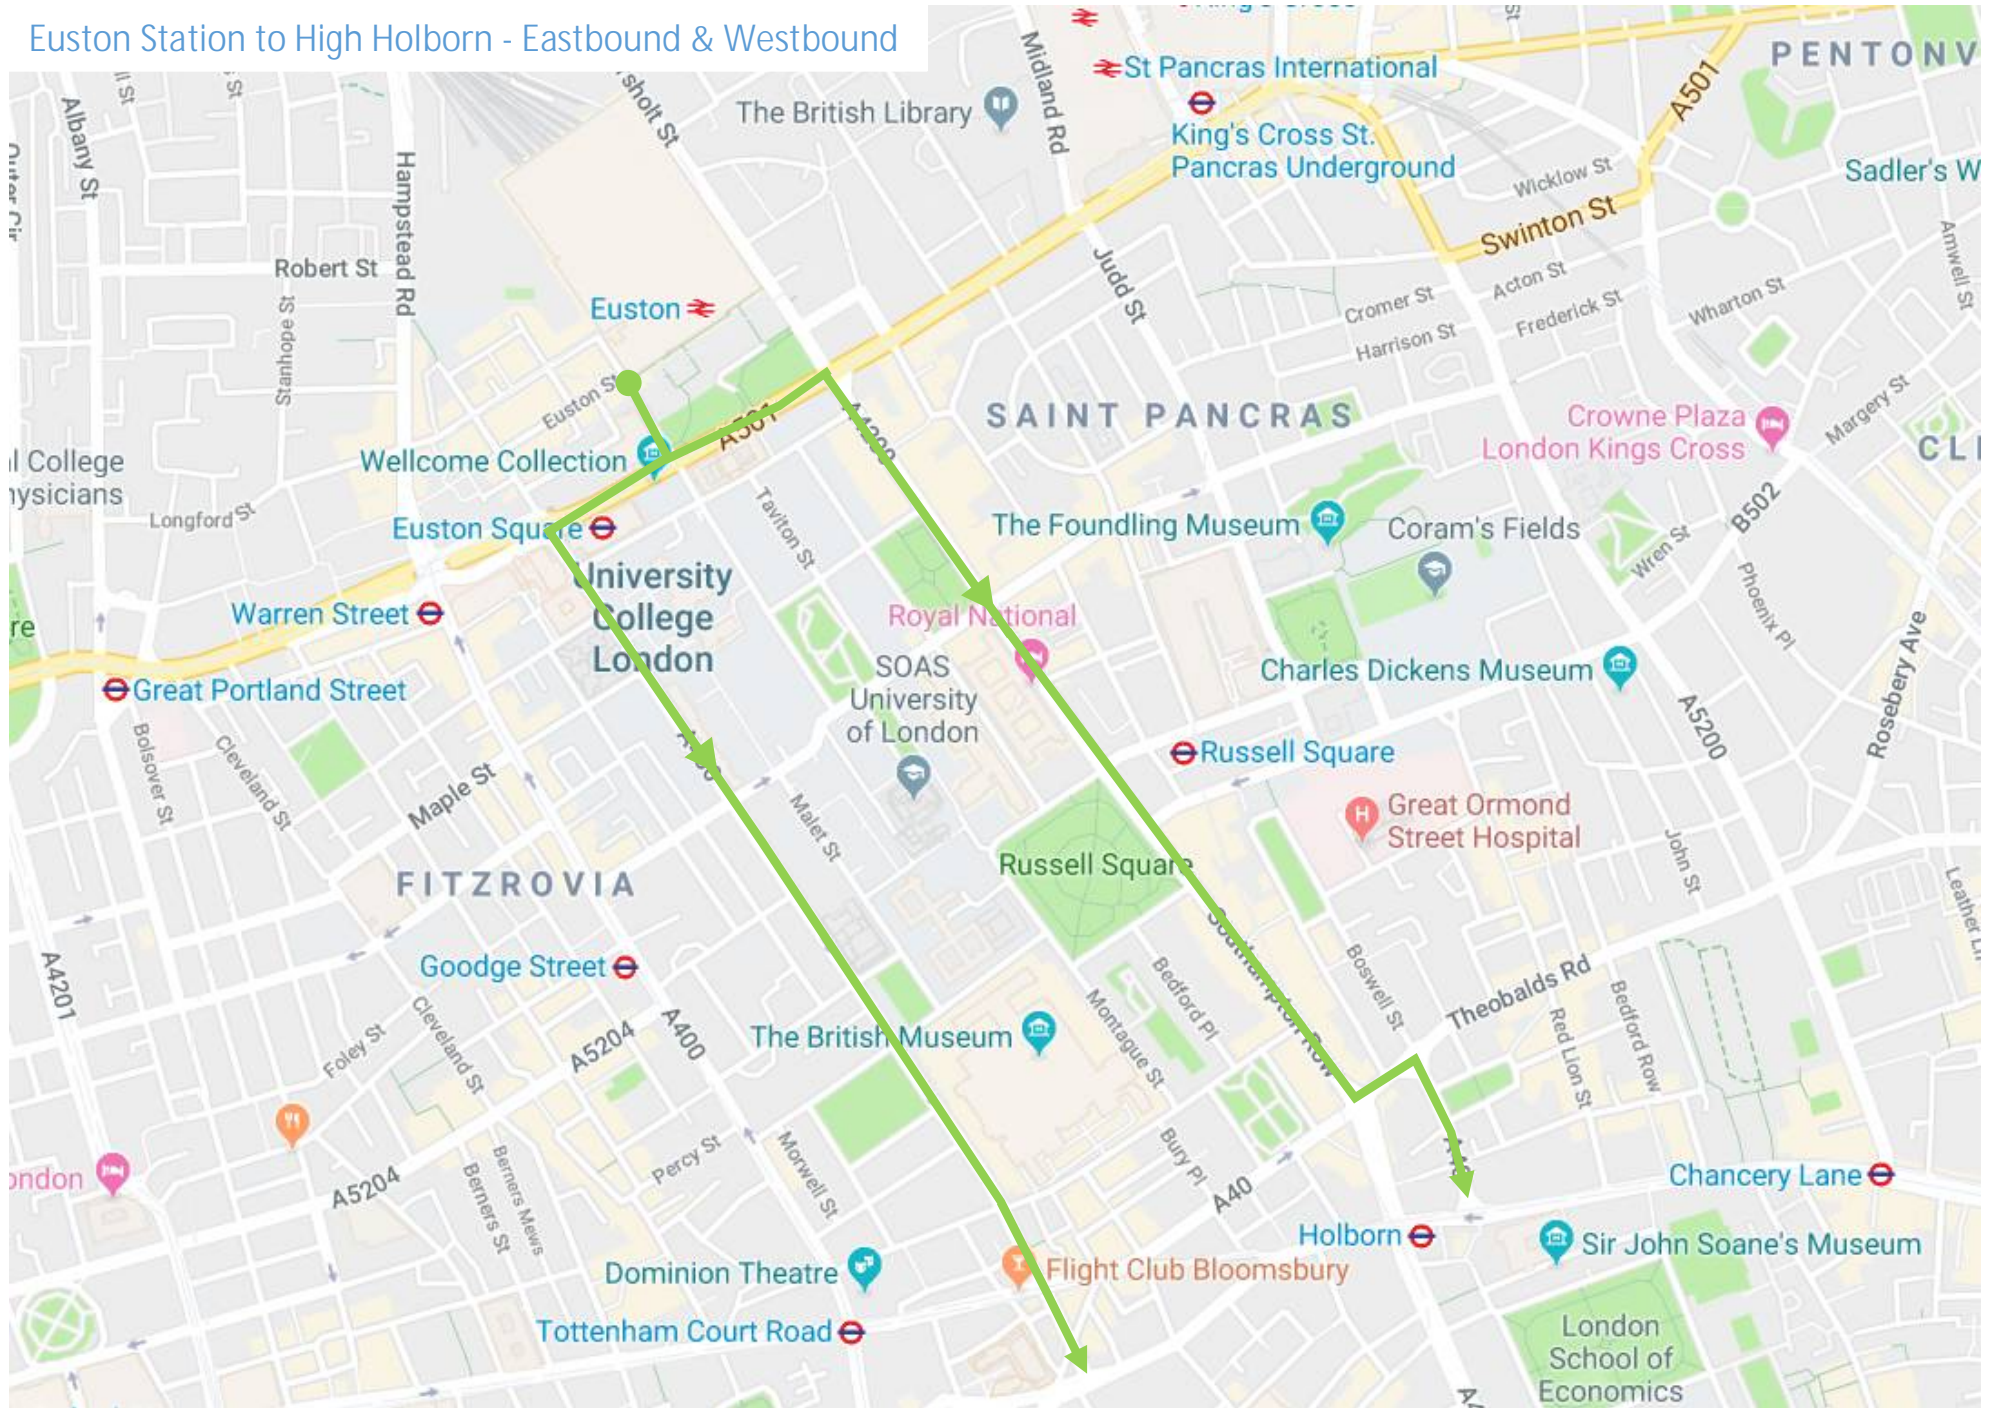 Euston Station to High Holborn - Eastbound & Westbound
St Pancras International
PENTONV
The British Library
Midland Rd
A501
King's Cross St.
Pancras Underground
Albany St
Hampstead Rd
Wicklow St
Sadler's W
Swinton St
Robert St
Stanhope St
Euston
Judd St
Cromer St
Harrison St
Acton St
Frederick St
Wharton St
Amwell St
Euston St
A501
SAINT PANCRAS
Crowne Plaza
London Kings Cross
Margery St
CLE
l College
hysicians
Wellcome Collection
Longford St
Euston Square
Taviton St
The Foundling Museum
Coram's Fields
B502
Wren St
Phoenix Pl
University
College
London
Warren Street
re
Royal National
SOAS
University
of London
Charles Dickens Museum
Great Portland Street
Bolsover St
Cleveland St
Maple St
Malet St
Russell Square
A5200
Rosebery Ave
Great Ormond
Street Hospital
John St
FITZROVIA
Russell Square
Southampton Row
Boswell St
Theobalds Rd
Goodge Street
A4201
Foley St
Cleveland St
A5204
A400
The British Museum
Montague St
Bedford Pl
Red Lion St
Bedford Row
ondon
A5204
Berners St
Berners Mews
Percy St
Morwell St
Bury Pl
A40
Chancery Lane
Holborn
Sir John Soane's Museum
Dominion Theatre
Flight Club Bloomsbury
Tottenham Court Road
London
School of
Economics